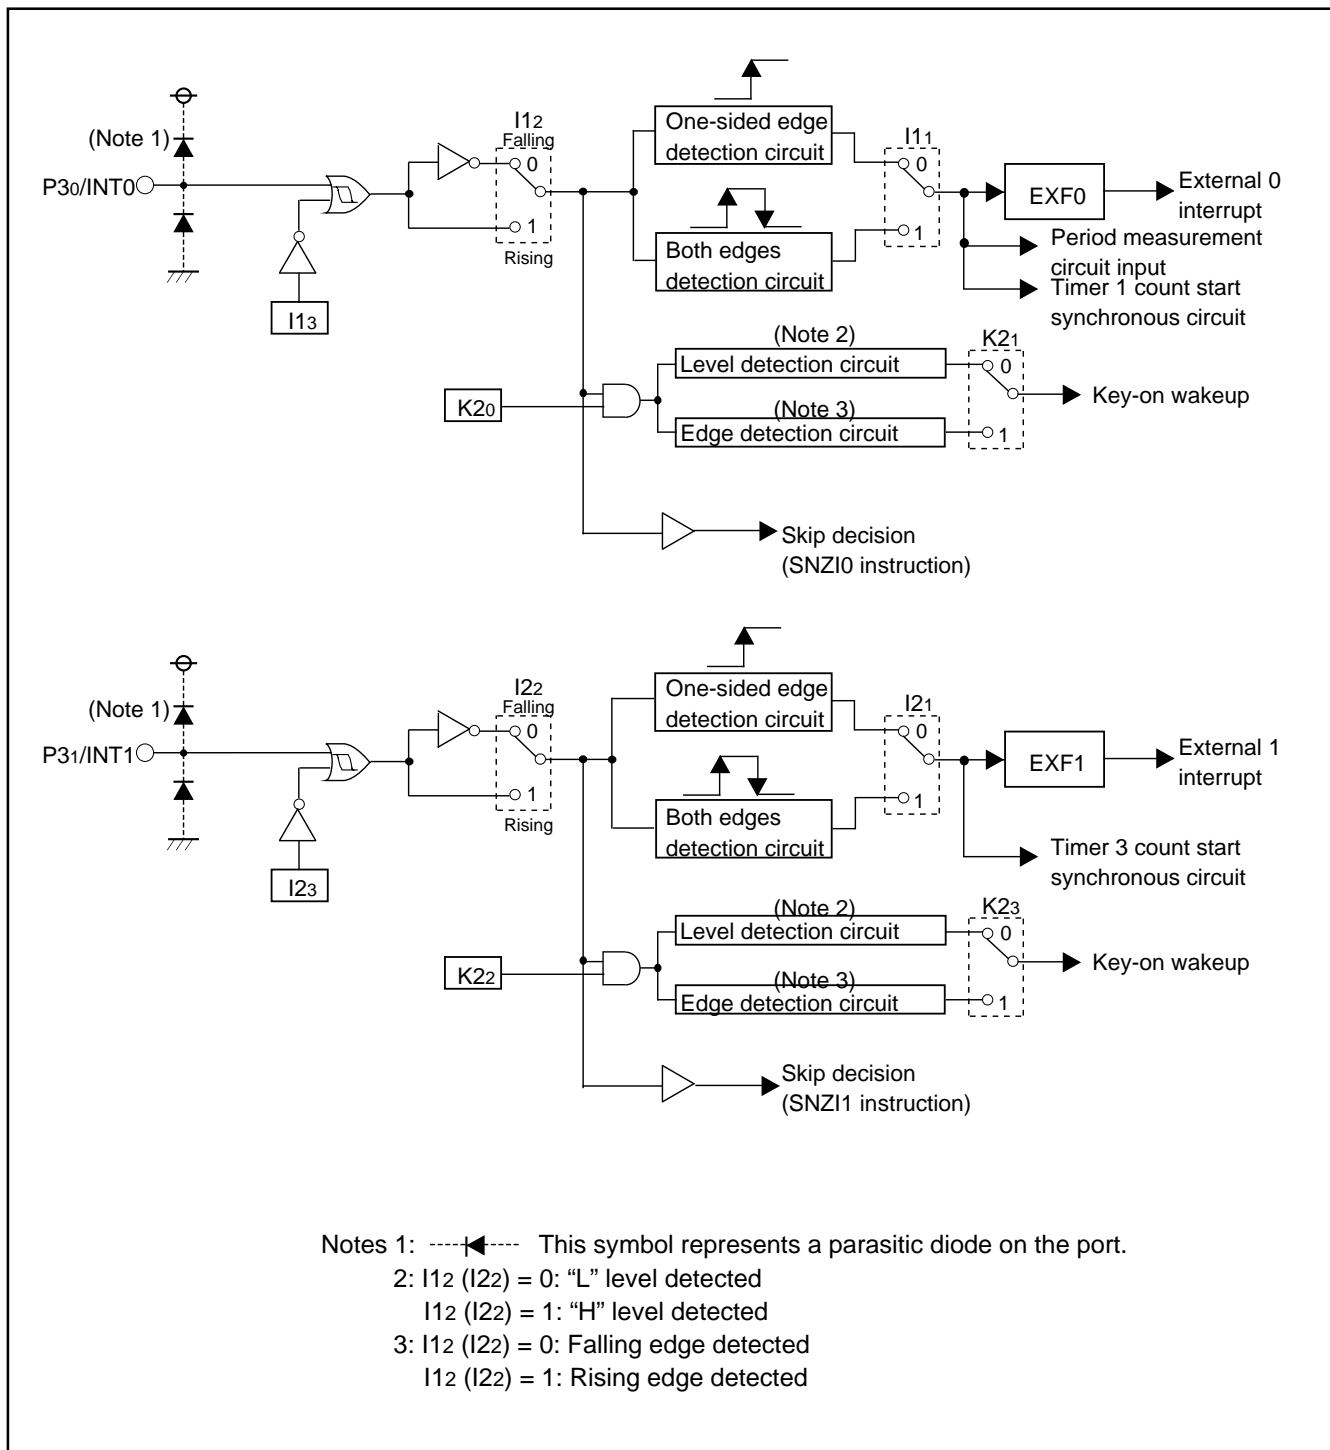 (Note 1)
P30/INT0
I13
I12
Falling
0
1
Rising
One-sided edge
detection circuit
Both edges
detection circuit
I11
0
1
EXF0
External 0
interrupt
Period measurement
circuit input
Timer 1 count start
synchronous circuit
K20
(Note 2)
Level detection circuit
(Note 3)
Edge detection circuit
K21
0
1
Key-on wakeup
Skip decision
(SNZI0 instruction)
(Note 1)
P31/INT1
I23
I22
Falling
0
1
Rising
One-sided edge
detection circuit
Both edges
detection circuit
I21
0
1
EXF1
External 1
interrupt
Timer 3 count start
synchronous circuit
K22
(Note 2)
Level detection circuit
(Note 3)
Edge detection circuit
K23
0
1
Key-on wakeup
Skip decision
(SNZI1 instruction)
Notes 1: This symbol represents a parasitic diode on the port.
2: I12 (I22) = 0: “L” level detected
I12 (I22) = 1: “H” level detected
3: I12 (I22) = 0: Falling edge detected
I12 (I22) = 1: Rising edge detected